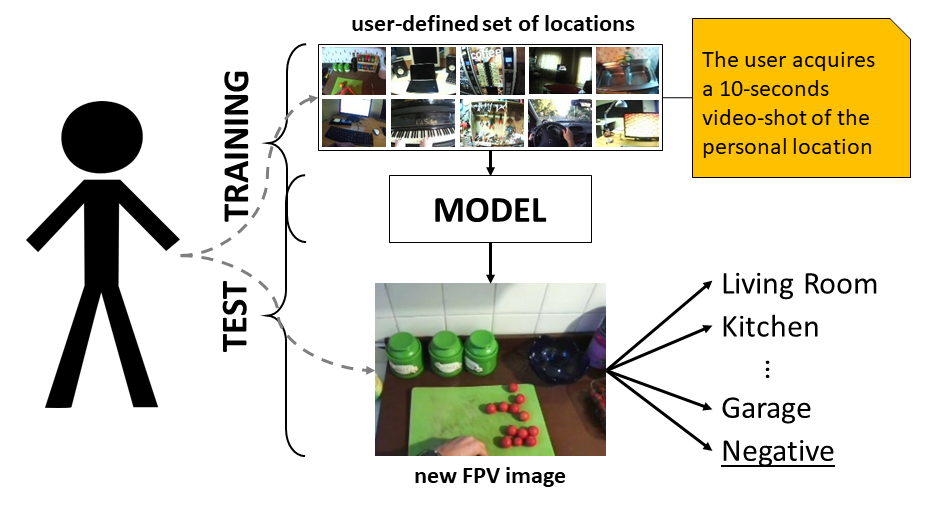 user-defined set of locations
The user acquires
a 10-seconds
video-shot of the
personal location
TRAINING
MODEL
TEST
Living Room
Kitchen
⋮
Garage
Negative
new FPV image